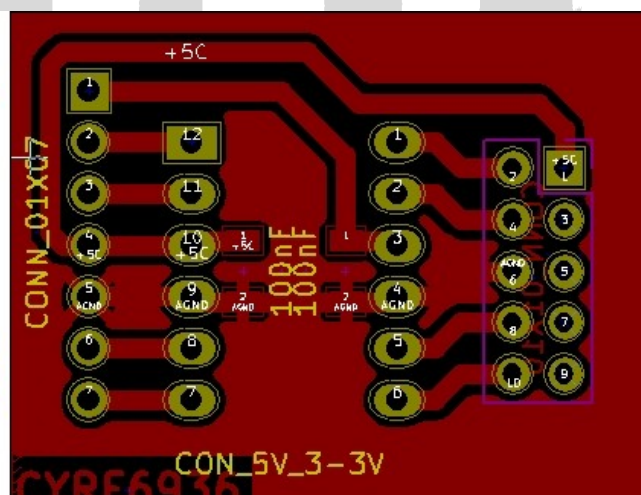 +5C
1
2
3
4
+5C
5
AGND
6
7
12
11
10
+5C
9
AGND
8
7
1
+5C
2
AGND
1
2
AGND
1
2
3
4
AGND
5
6
+5C
1
2
3
4
5
AGND
6
7
8
9
CONN_01X07
100nF
100nF
CON_5V_3-3V
CYRF6936